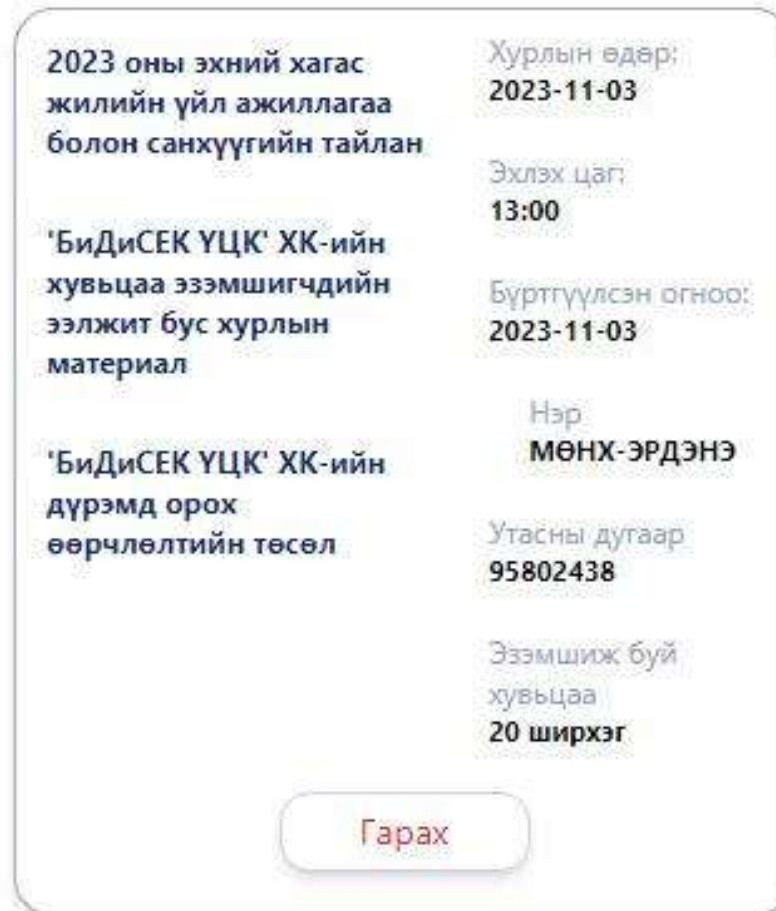 2023 оны эхний хагас
жилийн үйл ажиллагаа
болон санхүүгийн тайлан
'БиДиСЕК ҮЦК' ХК-ийн
хувьцаа эзэмшигчдийн
ээлжит бус хурлын
материал
'БиДиСЕК ҮЦК' ХК-ийн
дүрэмд орох
өөрчлөлтийн төсөл
Хурлын өдөр:
2023-11-03
Эхлэх цаг:
13:00
Бүртгүүлсэн огноо:
2023-11-03
Нэр
МӨНХ-ЭРДЭНЭ
Утасны дугаар
95802438
Эзэмшиж буй
хувьцаа
20 ширхэг
Гарах